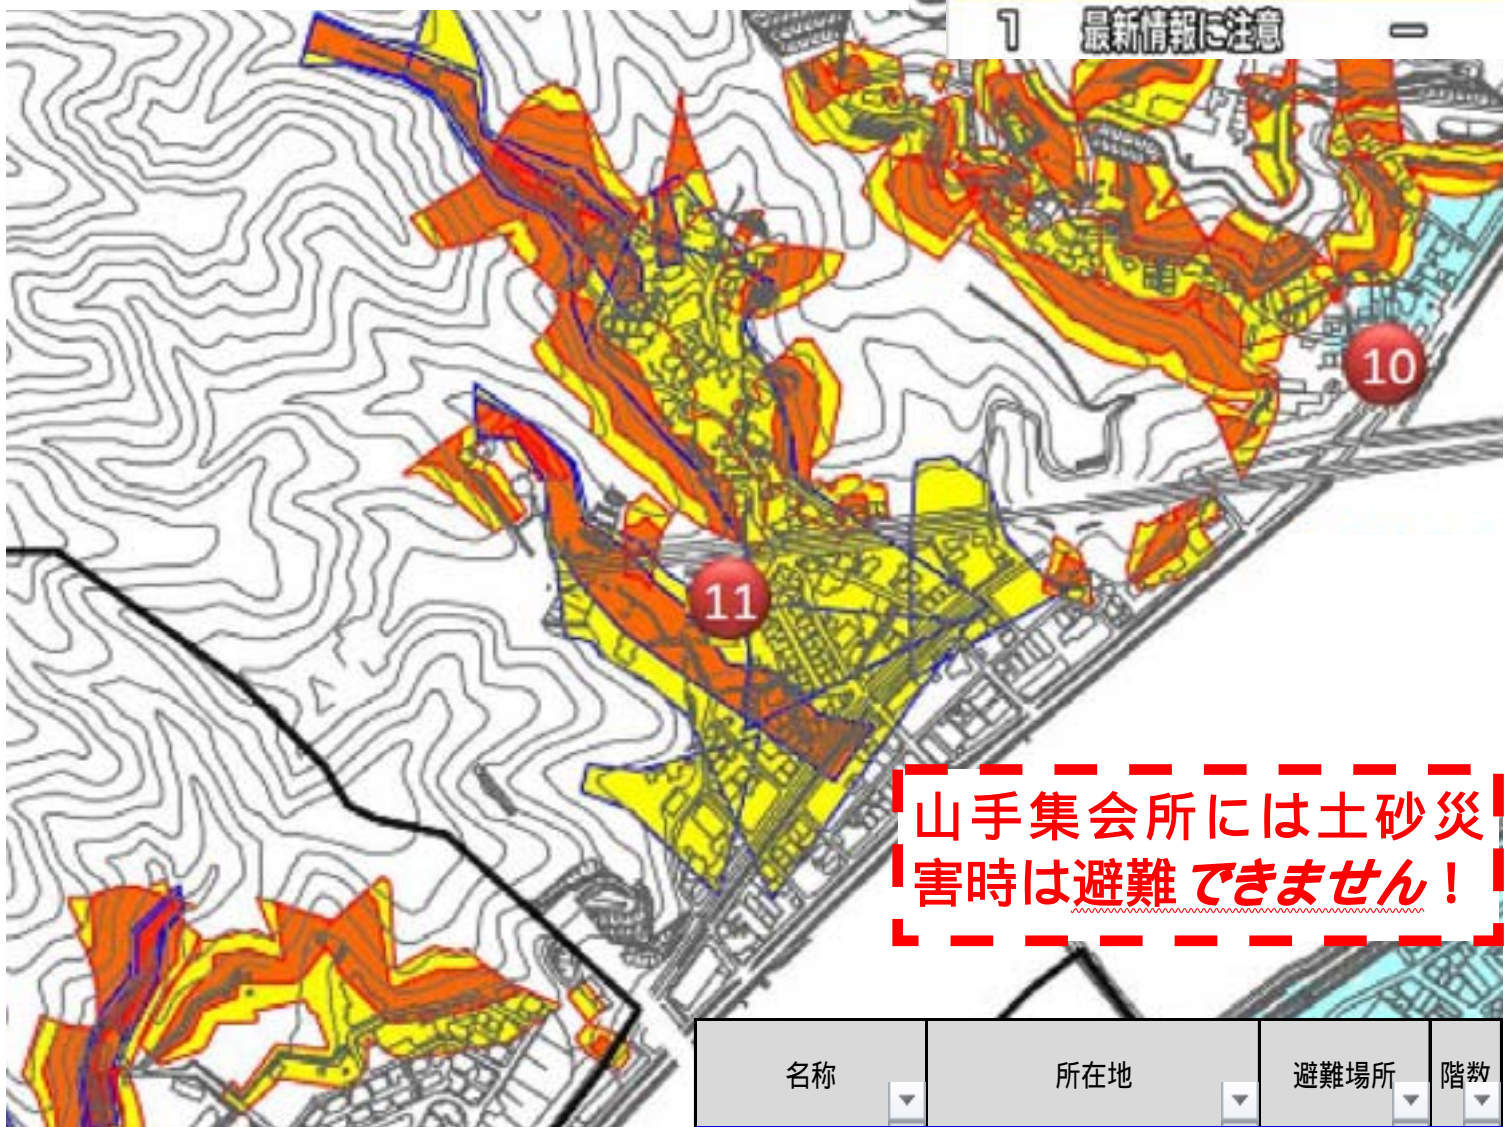 1 最新情報に注意 ー
10
11
山手集会所には土砂災
害時は避難できません！
名称 所在地 避難場所 階数